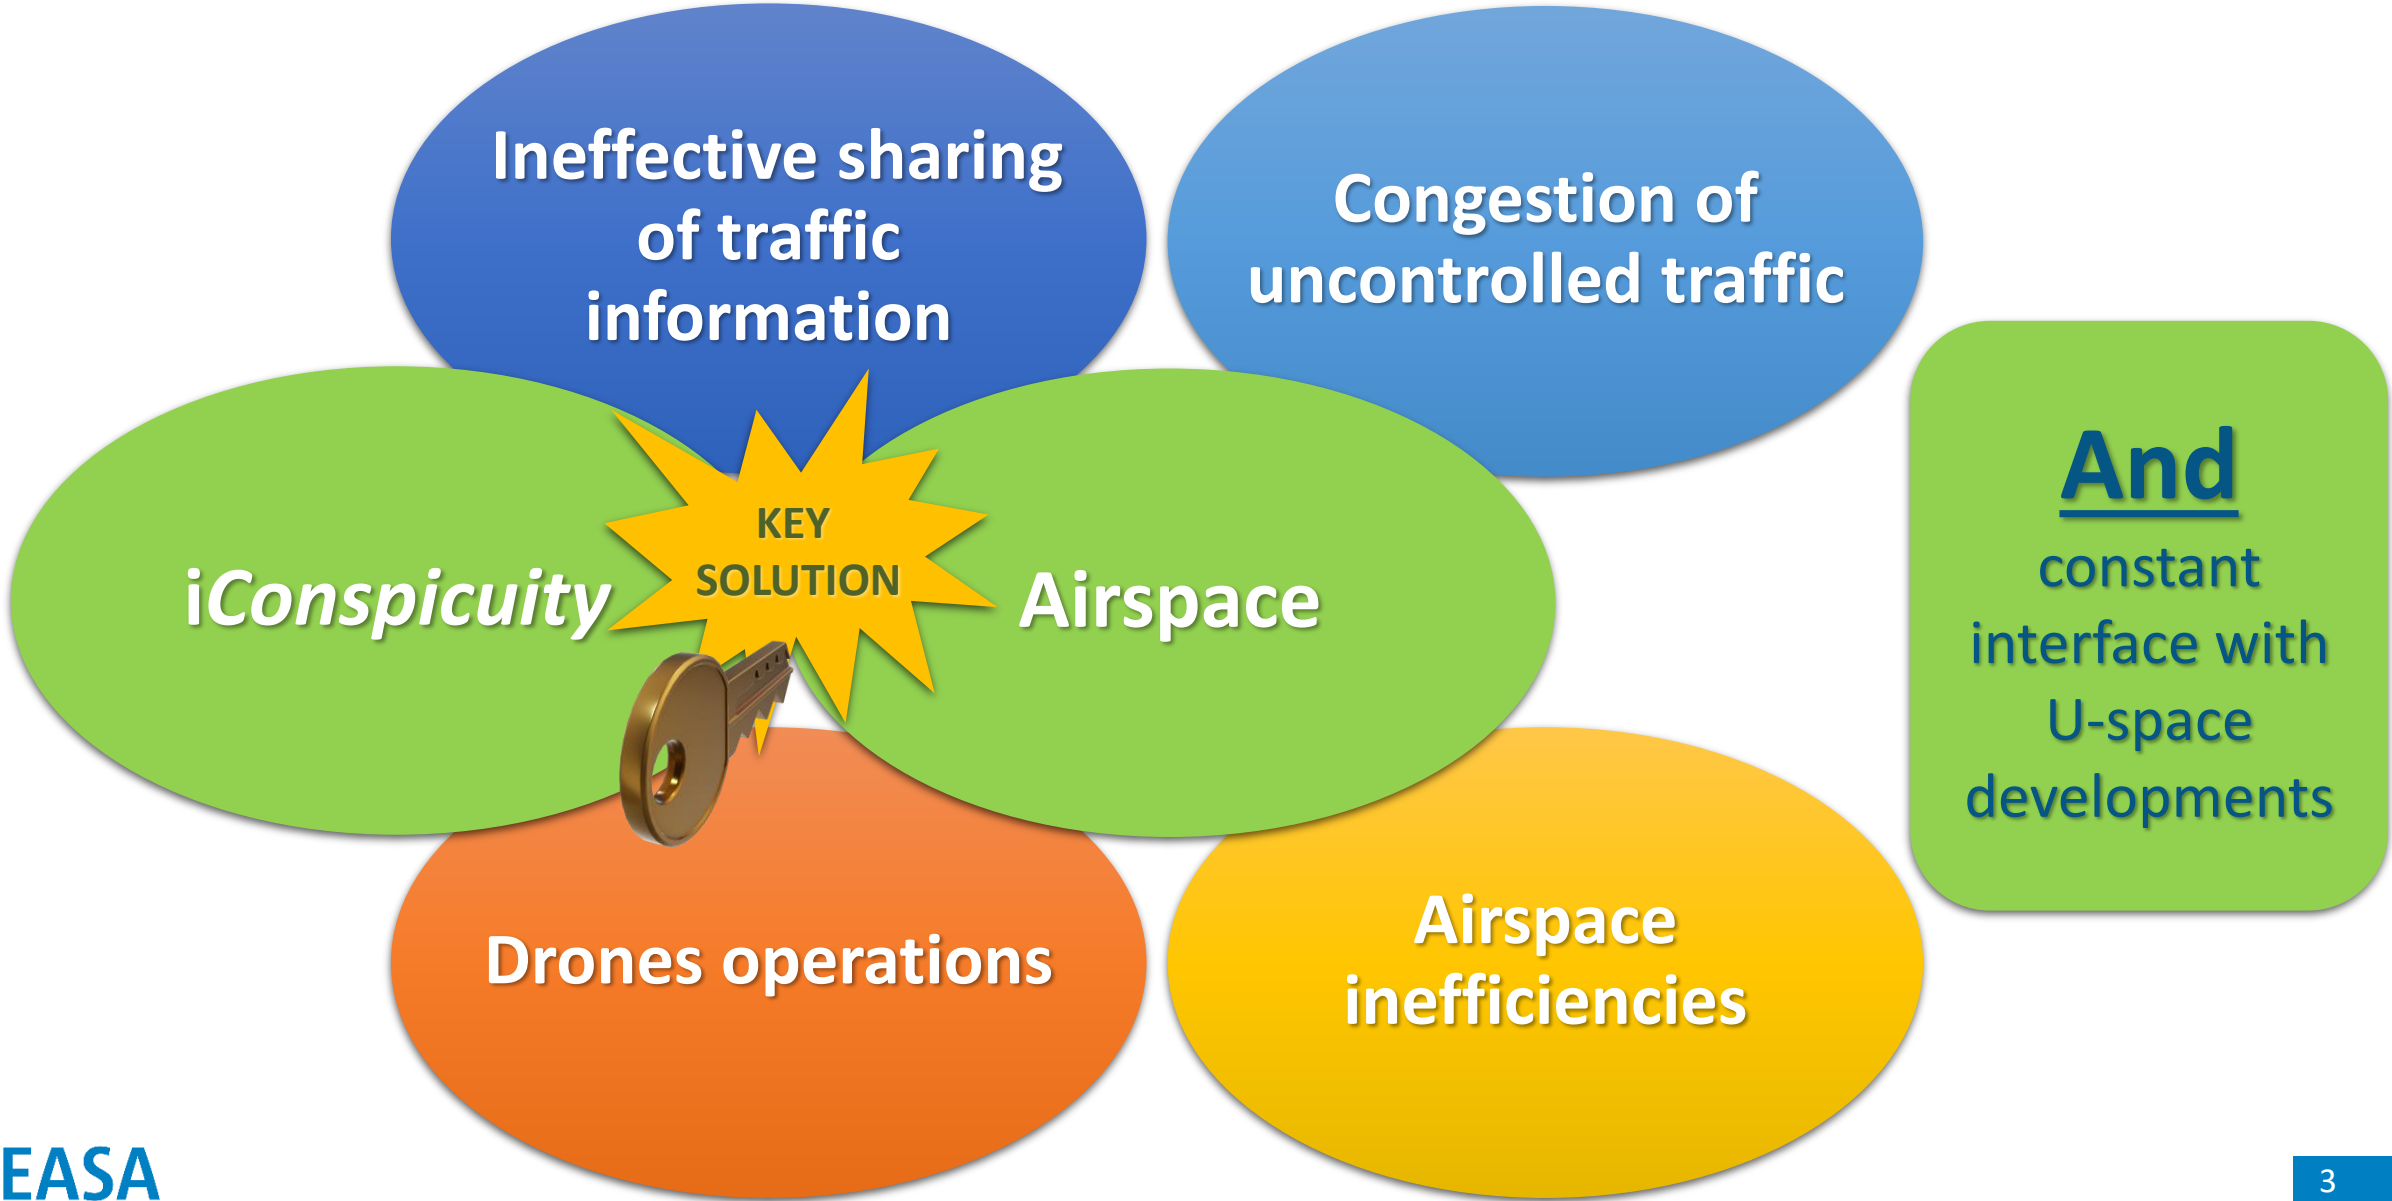 Ineffective sharing
of traffic
information
Congestion of
uncontrolled traffic
iConspicuity
KEY
SOLUTION
Airspace
And
constant
interface with
U-space
developments
Drones operations
Airspace
inefficiencies
EASA
3